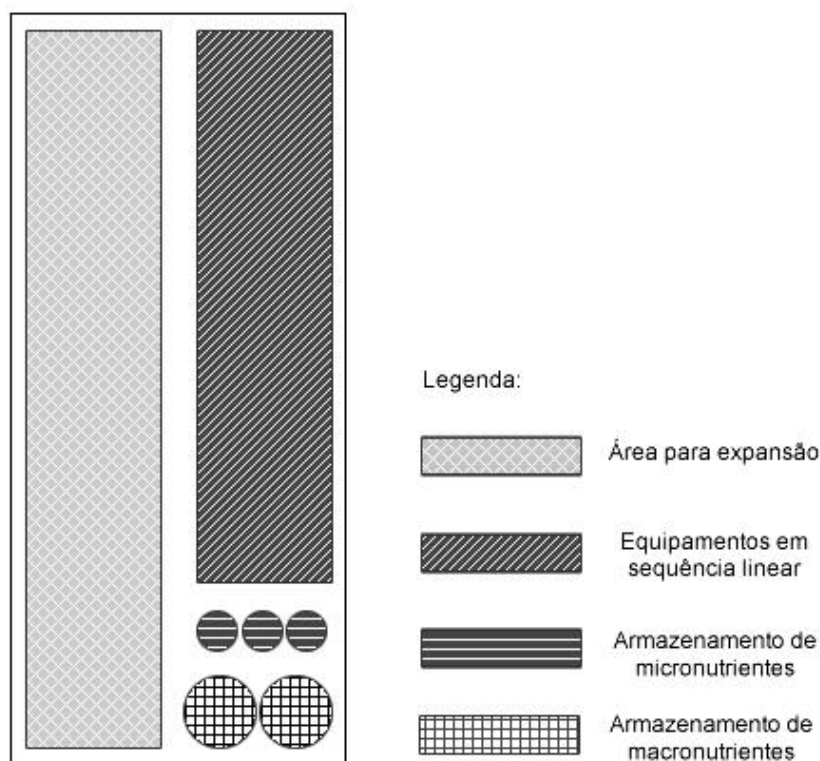 Legenda:
Área para expansão
Equipamentos em
sequência linear
Armazenamento de
micronutrientes
Armazenamento de
macronutrientes